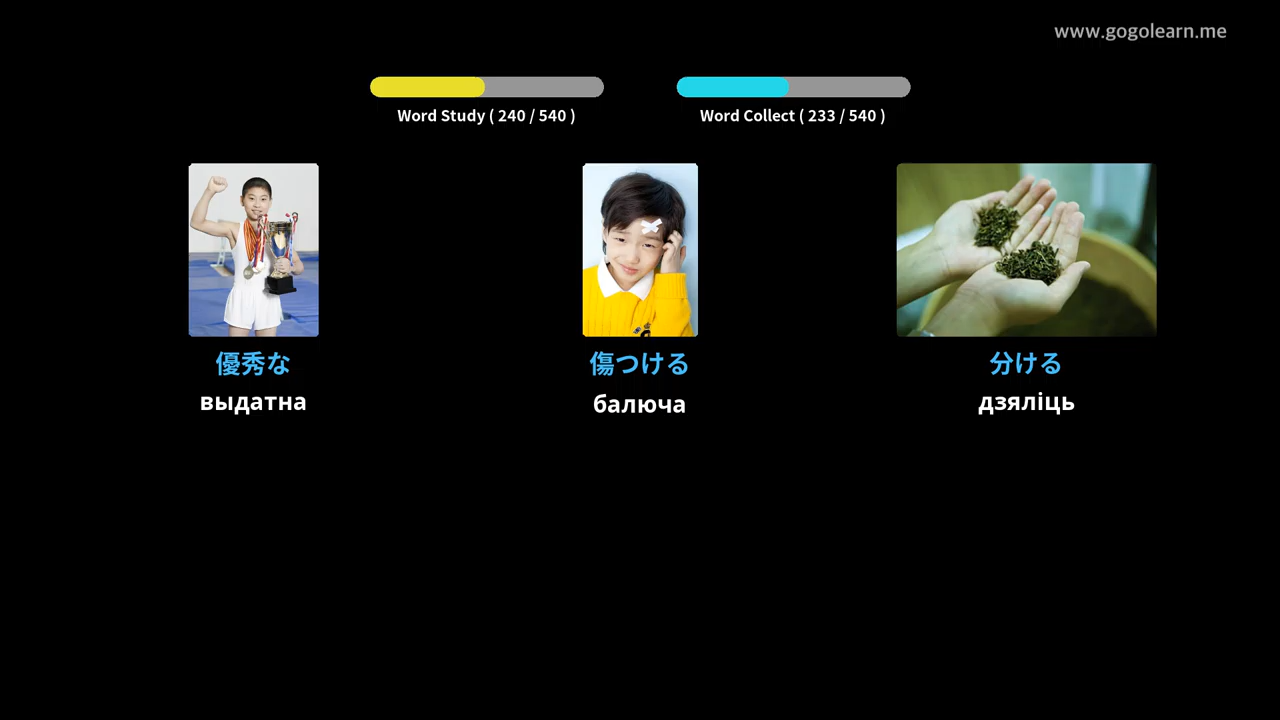 www.gogolearn.me
Word Study ( 240 / 540 )
Word Collect ( 233 / 540 )
優秀な
傷つける
分ける
выдатна
балюча
дзяліць